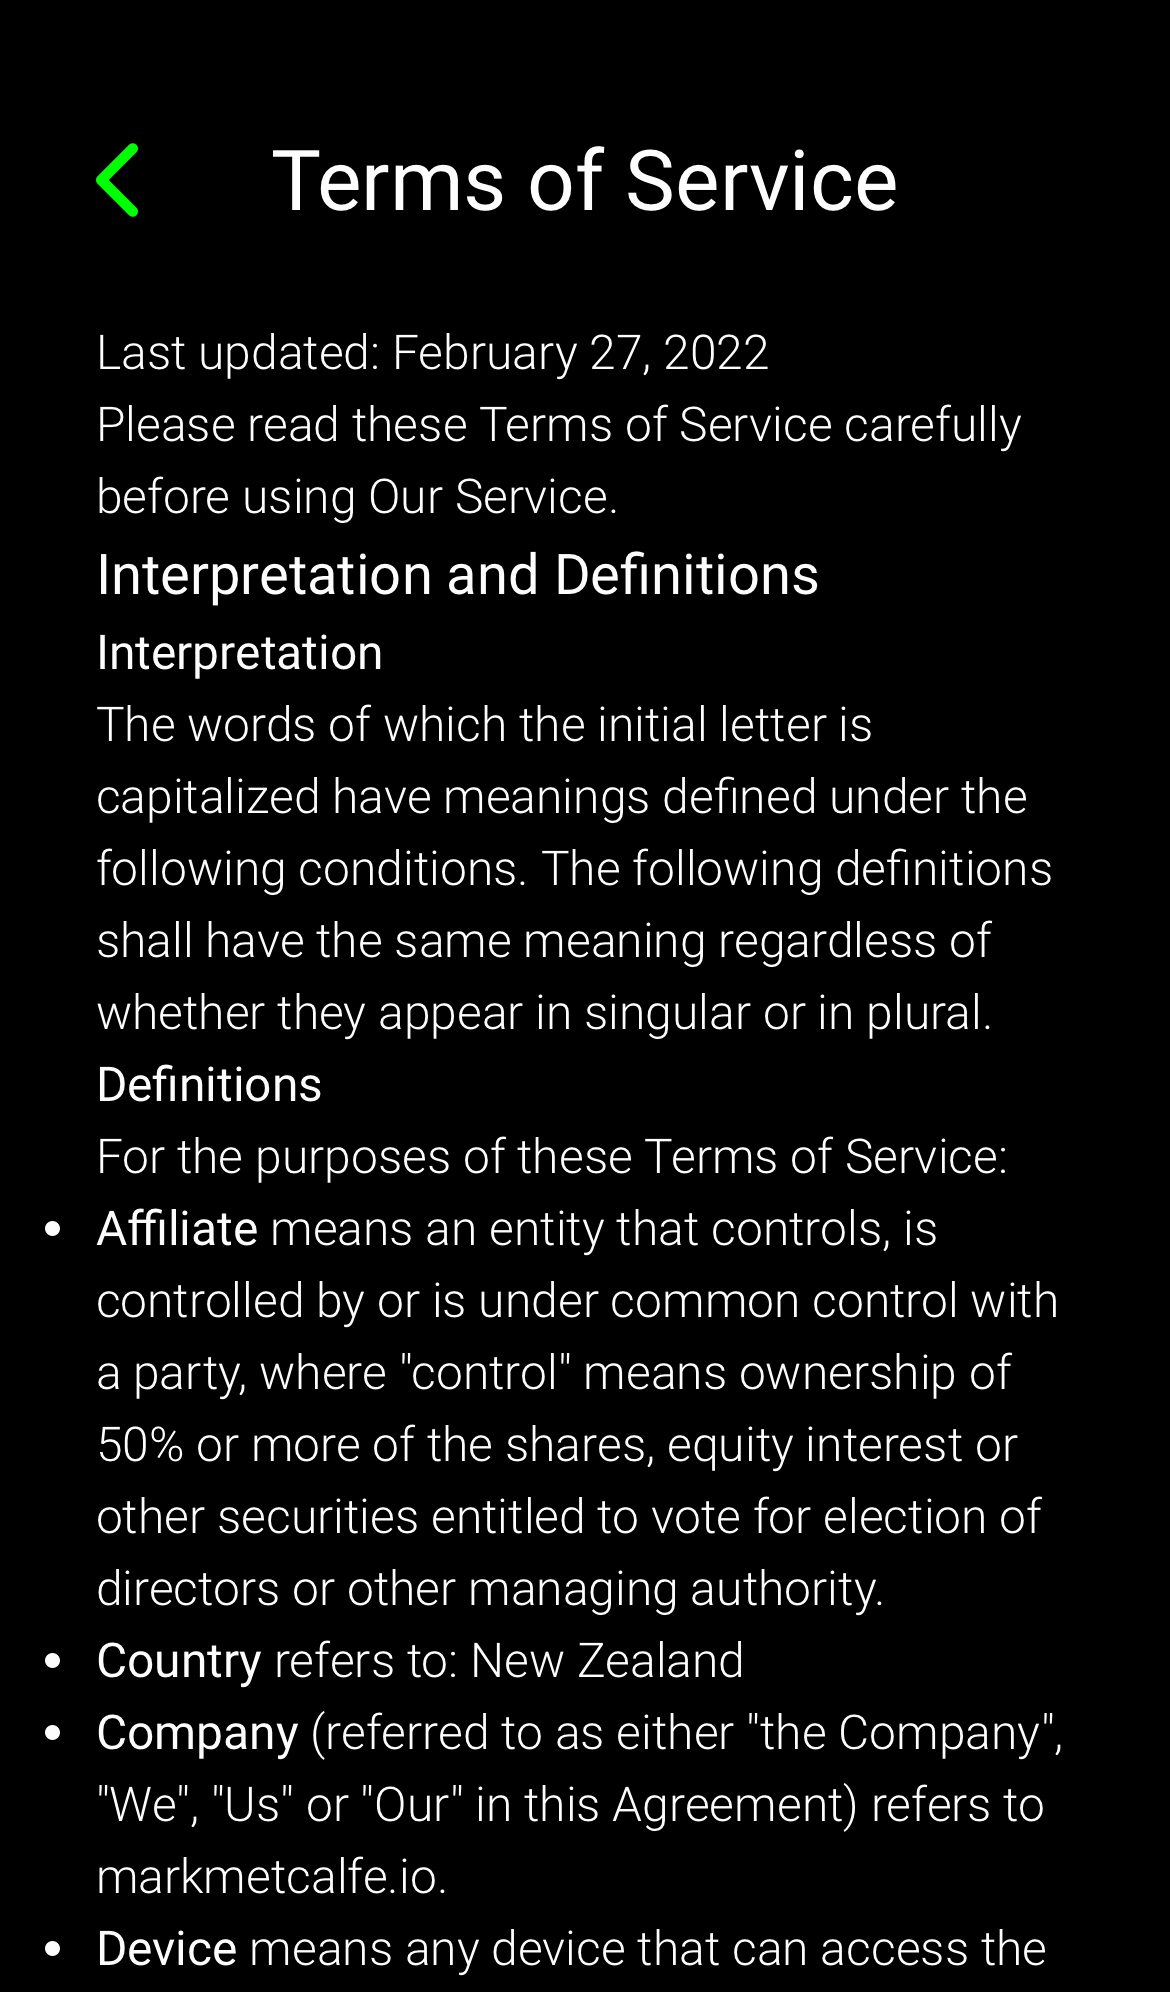 Terms of Service
Last updated: February 27, 2022
Please read these Terms of Service carefully
before using Our Service.
Interpretation and Definitions
Interpretation
The words of which the initial letter is
capitalized have meanings defined under the
following conditions. The following definitions
shall have the same meaning regardless of
whether they appear in singular or in plural.
Definitions
For the purposes of these Terms of Service:
• Affiliate means an entity that controls, is
controlled by or is under common control with
a party, where "control" means ownership of
50% or more of the shares, equity interest or
other securities entitled to vote for election of
directors or other managing authority.
• Country refers to: New Zealand
• Company (referred to as either "the Company",
"We", "Us" or "Our" in this Agreement) refers to
markmetcalfe.io.
• Device means any device that can access the